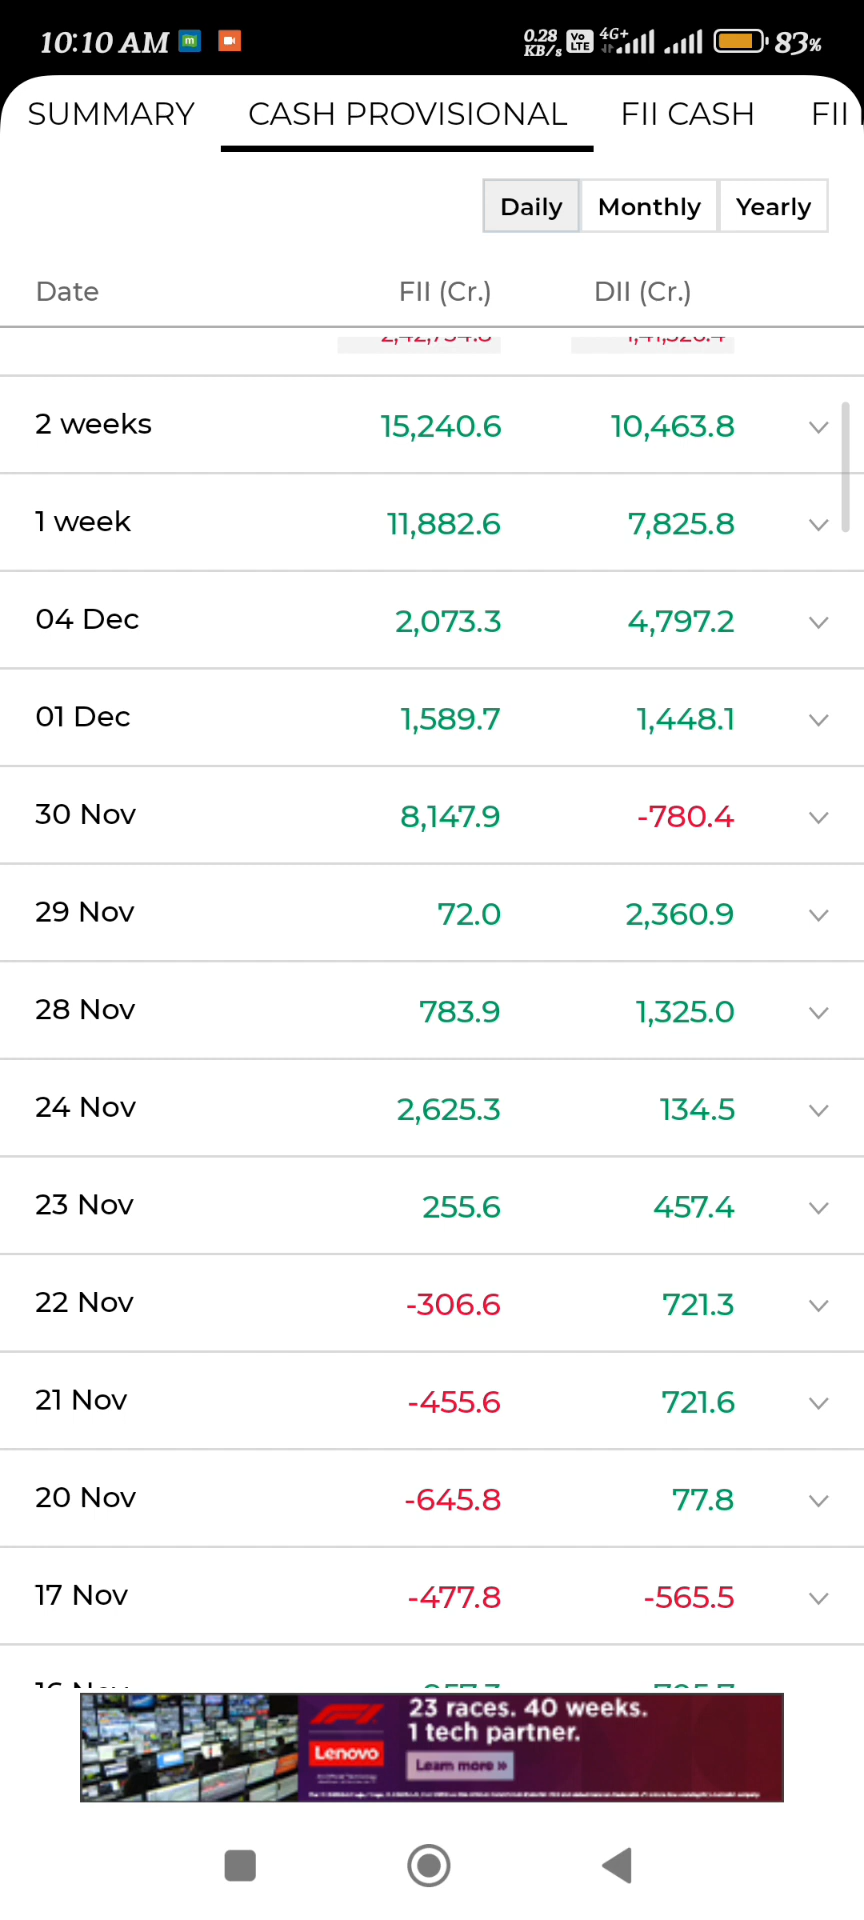 10:10 AM m 0.28 KB/s Vo LTE 4G+ 83%
SUMMARY CASH PROVISIONAL FII CASH FII
Daily Monthly Yearly
Date FII (Cr.) DII (Cr.)
2 weeks 15,240.6 10,463.8
1 week 11,882.6 7,825.8
04 Dec 2,073.3 4,797.2
01 Dec 1,589.7 1,448.1
30 Nov 8,147.9 -780.4
29 Nov 72.0 2,360.9
28 Nov 783.9 1,325.0
24 Nov 2,625.3 134.5
23 Nov 255.6 457.4
22 Nov -306.6 721.3
21 Nov -455.6 721.6
20 Nov -645.8 77.8
17 Nov -477.8 -565.5
16 Nov
F1
Lenovo
23 races. 40 weeks.
1 tech partner.
Learn more »